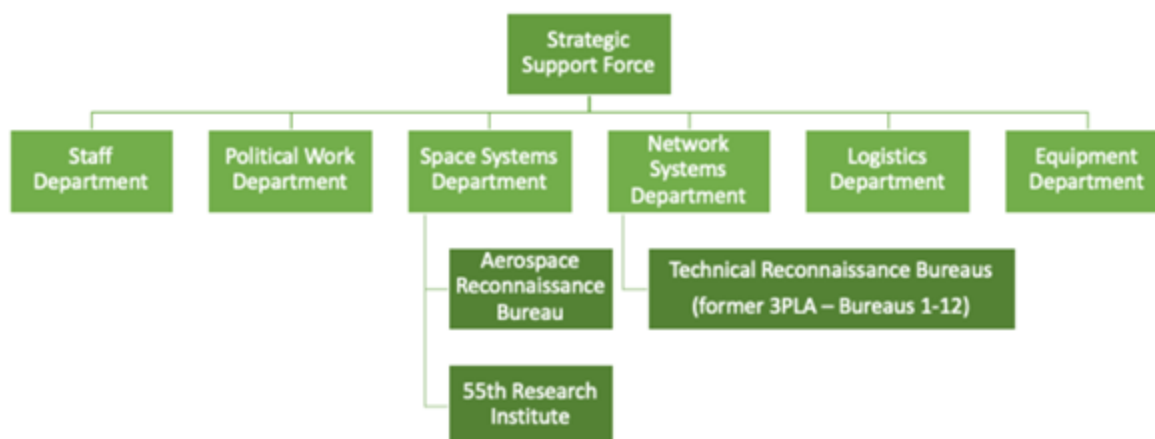 Strategic
Support Force
Staff
Department
Political Work
Department
Space Systems
Department
Network
Systems
Department
Logistics
Department
Equipment
Department
Aerospace
Reconnaissance
Bureau
Technical Reconnaissance Bureaus
(former 3PLA – Bureaus 1-12)
55th Research
Institute